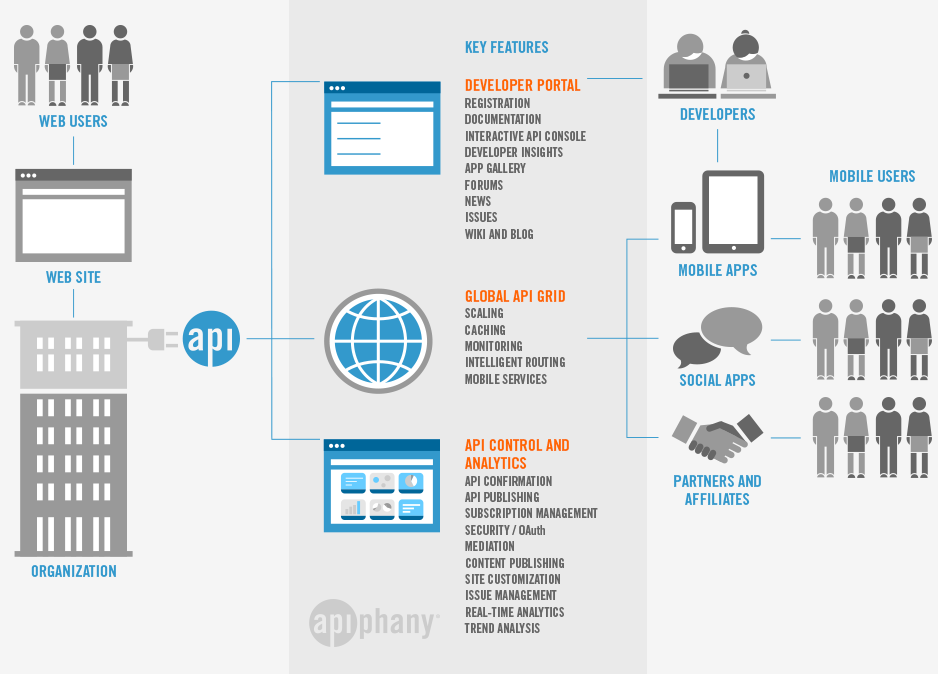 WEB USERS
WEB SITE
ORGANIZATION
api
KEY FEATURES
DEVELOPER PORTAL
REGISTRATION
DOCUMENTATION
INTERACTIVE API CONSOLE
DEVELOPER INSIGHTS
APP GALLERY
FORUMS
NEWS
ISSUES
WIKI AND BLOG
GLOBAL API GRID
SCALING
CACHING
MONITORING
INTELLIGENT ROUTING
MOBILE SERVICES
API CONTROL AND
ANALYTICS
API CONFIRMATION
API PUBLISHING
SUBSCRIPTION MANAGEMENT
SECURITY / OAuth
MEDIATION
CONTENT PUBLISHING
SITE CUSTOMIZATION
ISSUE MANAGEMENT
REAL-TIME ANALYTICS
TREND ANALYSIS
apiphany
DEVELOPERS
MOBILE USERS
MOBILE APPS
SOCIAL APPS
PARTNERS AND
AFFILIATES